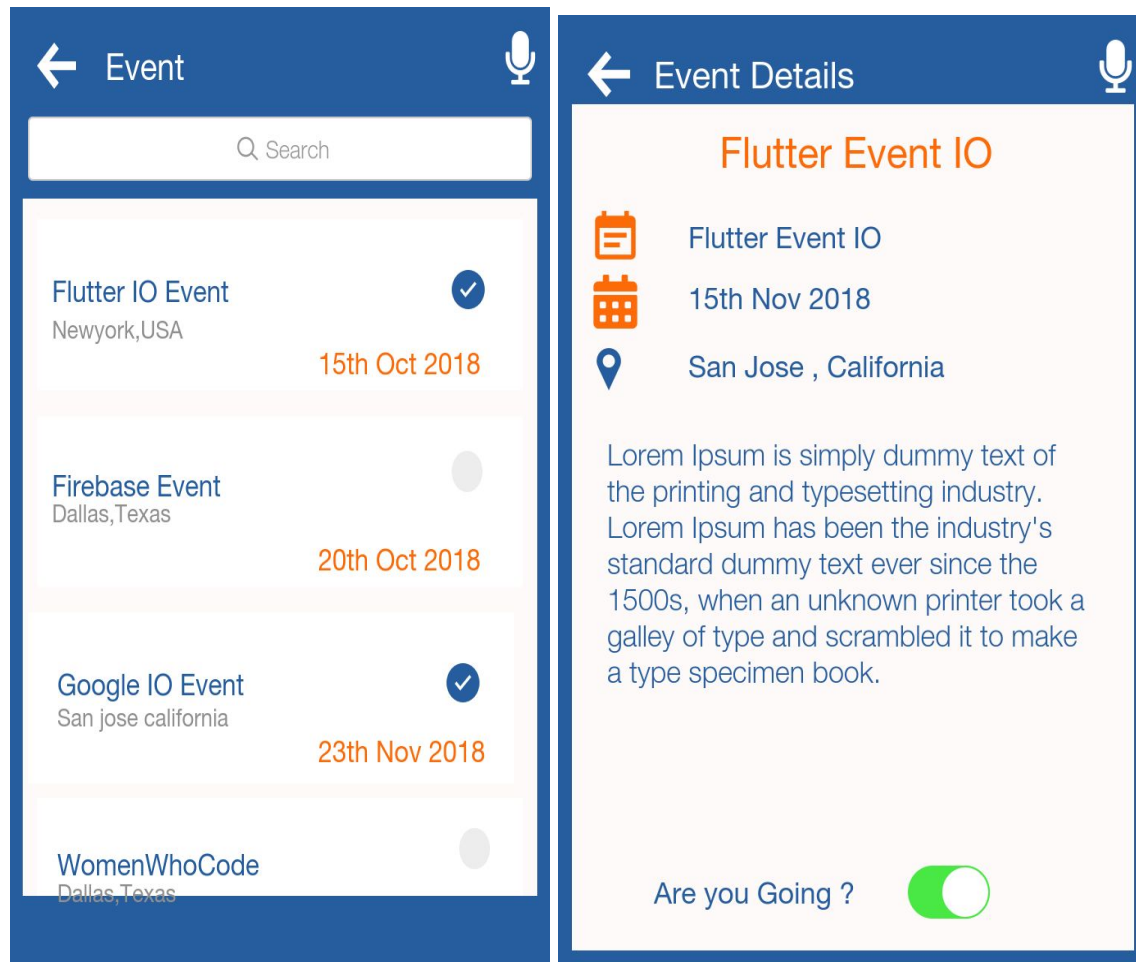 Event
Search
Flutter IO Event
Newyork,USA
15th Oct 2018
Firebase Event
Dallas,Texas
20th Oct 2018
Google IO Event
San jose california
23th Nov 2018
WomenWhoCode
Dallas,Texas
Event Details
Flutter Event IO
Flutter Event IO
15th Nov 2018
San Jose , California
Lorem Ipsum is simply dummy text of
the printing and typesetting industry.
Lorem Ipsum has been the industry's
standard dummy text ever since the
1500s, when an unknown printer took a
galley of type and scrambled it to make
a type specimen book.
Are you Going ?